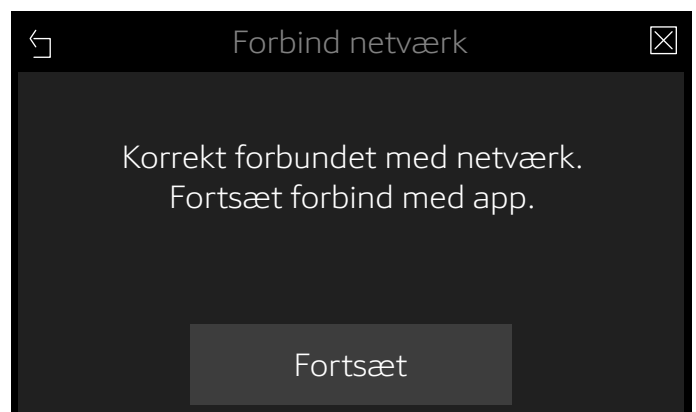 Forbind netværk
Korrekt forbundet med netværk.
Fortsæt forbind med app.
Fortsæt